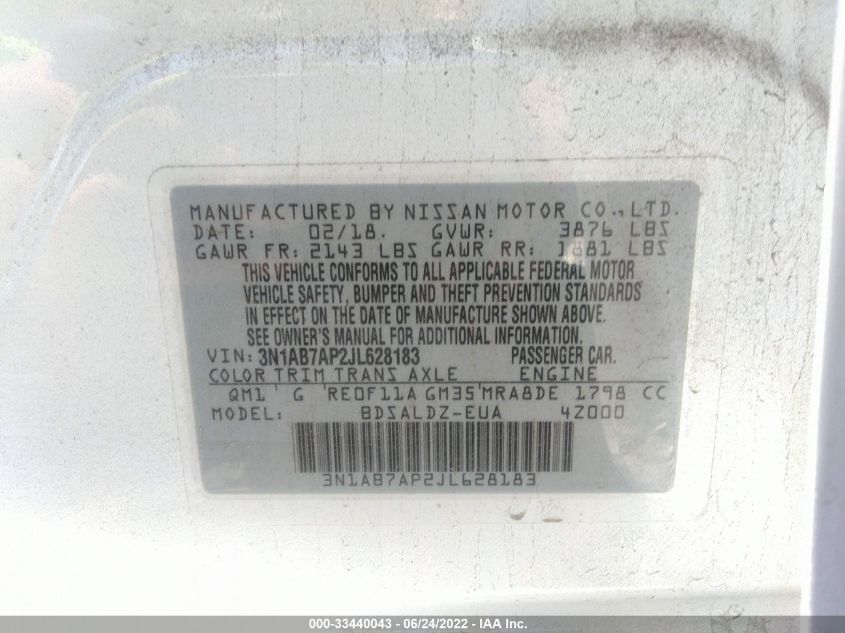 MANUFACTURED BY NISSAN MOTOR CO., LTD.
DATE: 02/18. GVWR: 3876 LBS
GAWR FR: 2143 LBS GAWR RR: 1881 LBS
THIS VEHICLE CONFORMS TO ALL APPLICABLE FEDERAL MOTOR
VEHICLE SAFETY, BUMPER AND THEFT PREVENTION STANDARDS
IN EFFECT ON THE DATE OF MANUFACTURE SHOWN ABOVE.
SEE OWNER'S MANUAL FOR ADDITIONAL INFORMATION.
VIN: 3N1AB7AP2JL628183 PASSENGER CAR.
COLOR TRIM TRANS AXLE ENGINE
QM1 ' G 'RE0F11A GM35'MRA8DE 1798 CC
MODEL: BDSALDZ-EUA 4Z000
3N1AB7AP2JL628183
000-33440043 - 06/24/2022 - IAA Inc.